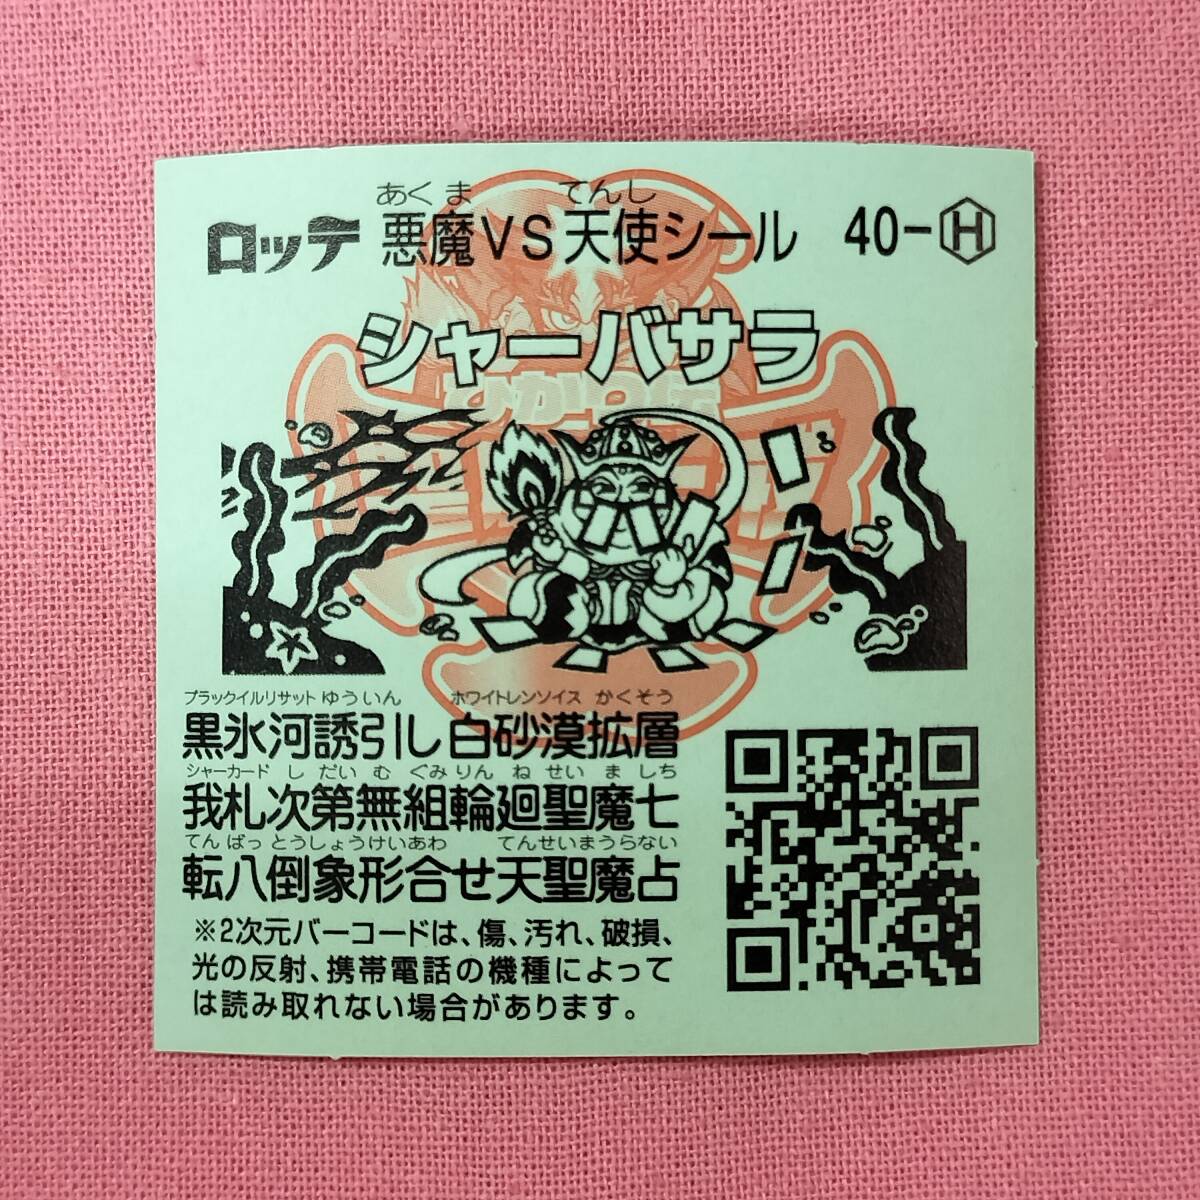 ロッテ 悪魔VS天使シール 40-H
あくま てんし
シャーバサラ
ブラックイルリサット ゆういん ホワイトレンソイス かくそう
黒氷河誘引し白砂漠拡層
シャーカード しだい むぐみ りんね せいま しち
我札次第無組輪廻聖魔七
てんばっとう しょうけいあわ てんせいまうらない
転八倒象形合せ天聖魔占
※2次元バーコードは、傷、汚れ、破損、
光の反射、携帯電話の機種によって
は読み取れない場合があります。